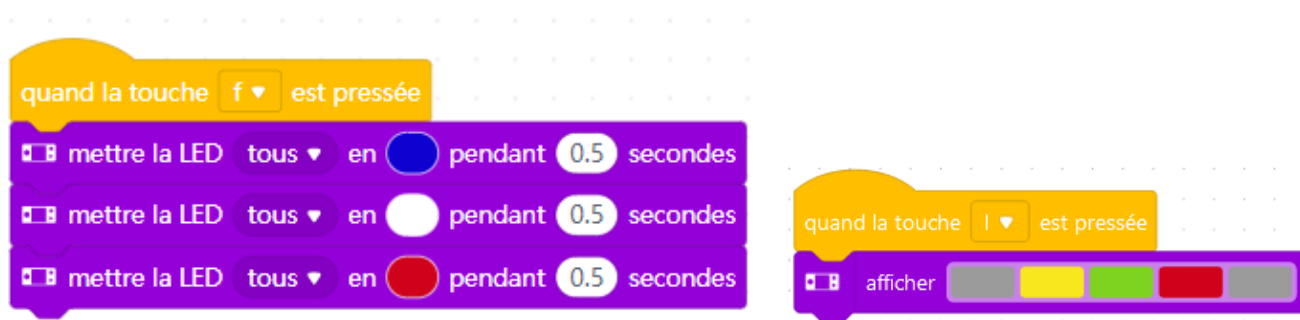 quand la touche f est pressée
mettre la LED tous en pendant 0.5 secondes
mettre la LED tous en pendant 0.5 secondes
mettre la LED tous en pendant 0.5 secondes
quand la touche l est pressée
afficher